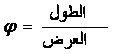 φ = الطول
العرض